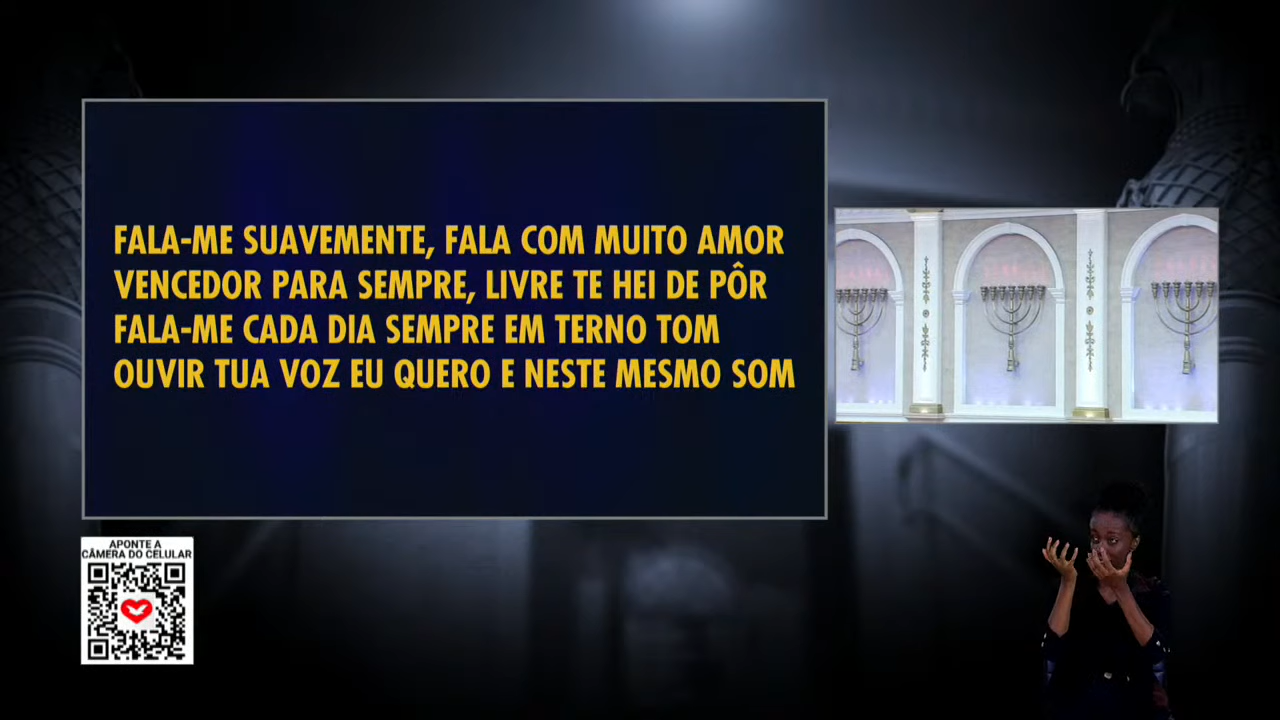 FALA-ME SUAVEMENTE, FALA COM MUITO AMOR
VENCEDOR PARA SEMPRE, LIVRE TE HEI DE PÔR
FALA-ME CADA DIA SEMPRE EM TERNO TOM
OUVIR TUA VOZ EU QUERO E NESTE MESMO SOM
APONTE A
CÂMERA DO CELULAR